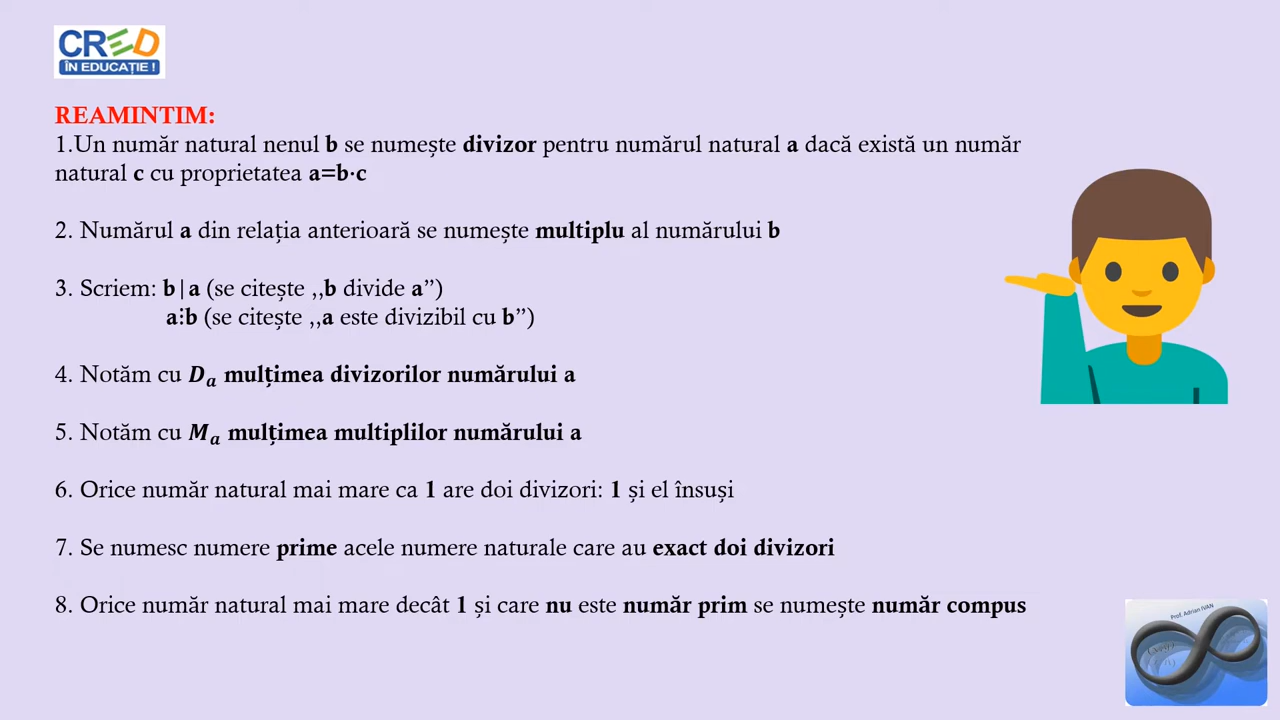 CRED
ÎN EDUCAȚIE !
REAMINTIM:
1.Un număr natural nenul b se numește divizor pentru numărul natural a dacă există un număr
natural c cu proprietatea a=b·c
2. Numărul a din relația anterioară se numește multiplu al numărului b
3. Scriem: b|a (se citește ,,b divide a”)
a⁝b (se citește ,,a este divizibil cu b”)
4. Notăm cu Dₐ mulțimea divizorilor numărului a
5. Notăm cu Mₐ mulțimea multiplilor numărului a
6. Orice număr natural mai mare ca 1 are doi divizori: 1 și el însuși
7. Se numesc numere prime acele numere naturale care au exact doi divizori
8. Orice număr natural mai mare decât 1 și care nu este număr prim se numește număr compus
Prof. Adrian IVAN